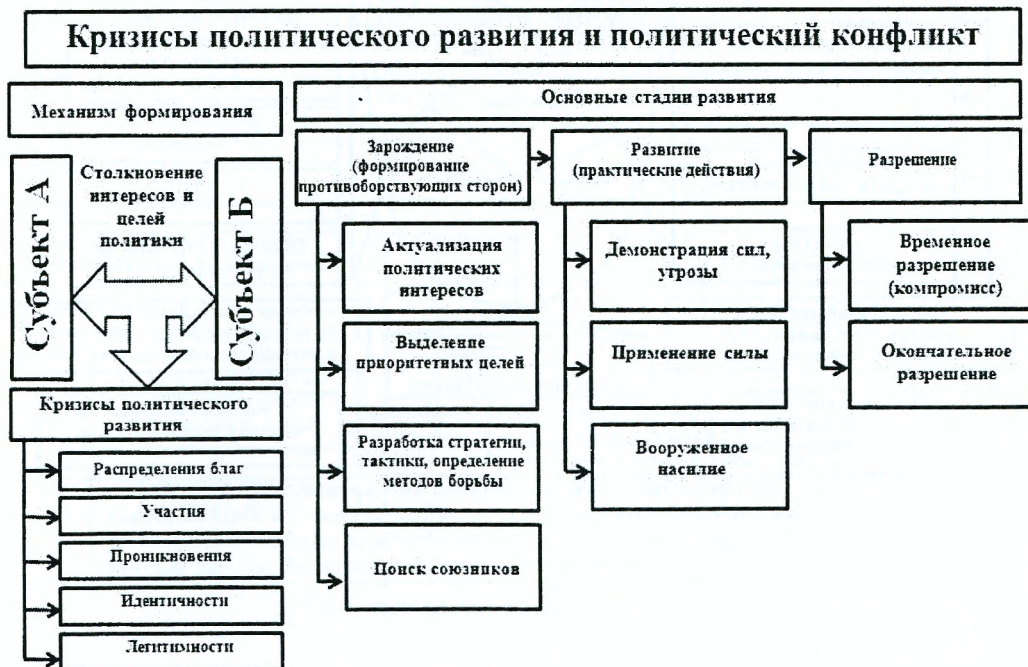 Кризисы политического развития и политический конфликт
Механизм формирования
Субъект А
Столкновение
интересов и
целей
политики
Субъект Б
Кризисы политического
развития
Распределения благ
Участия
Проникновения
Идентичности
Легитимности
Основные стадии развития
Зарождение
(формирование
противоборствующих сторон)
Актуализация
политических
интересов
Выделение
приоритетных целей
Разработка стратегии,
тактики, определение
методов борьбы
Поиск союзников
Развитие
(практические действия)
Демонстрация сил,
угрозы
Применение силы
Вооруженное
насилие
Разрешение
Временное
разрешение
(компромисс)
Окончательное
разрешение